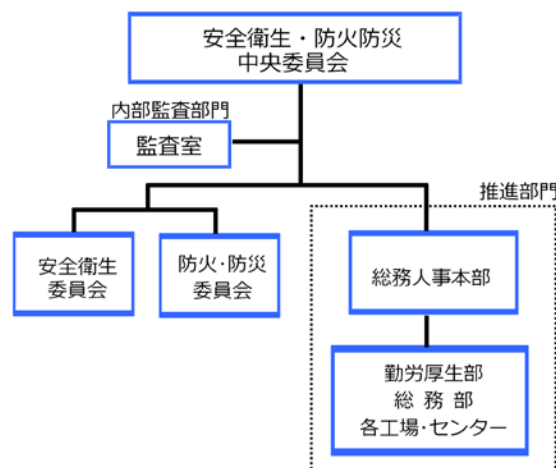 安全衛生・防火防災
中央委員会
内部監査部門
監査室
推進部門
安全衛生
委員会
防火・防災
委員会
総務人事本部
勤労厚生部
総 務 部
各工場・センター